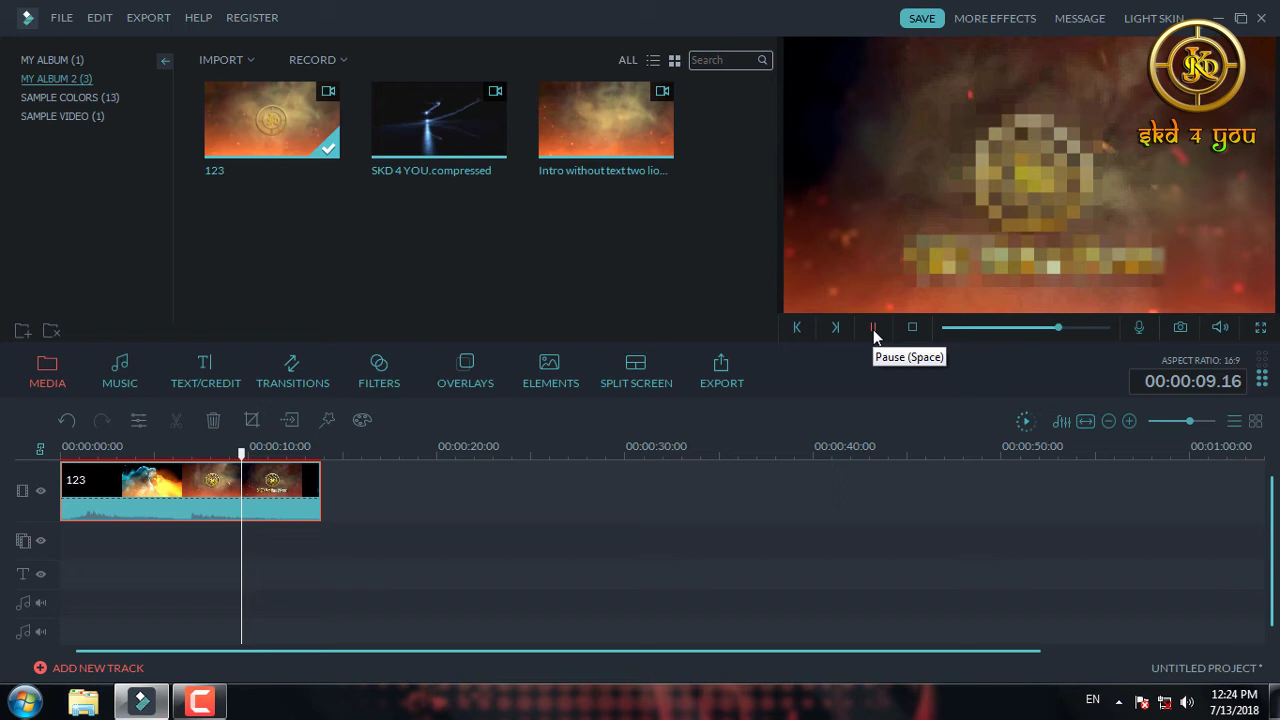 FILE EDIT EXPORT HELP REGISTER SAVE MORE EFFECTS MESSAGE LIGHT SKIN
MY ALBUM (1)
MY ALBUM 2 (3)
SAMPLE COLORS (13)
SAMPLE VIDEO (1)
IMPORT RECORD ALL Search
123 SKD 4 YOU.compressed Intro without text two lio...
SKD
SKD 4 YOU
Pause (Space)
MEDIA MUSIC TEXT/CREDIT TRANSITIONS FILTERS OVERLAYS ELEMENTS SPLIT SCREEN EXPORT
ASPECT RATIO: 16:9
00:00:09.16
00:00:00:00 00:00:10:00 00:00:20:00 00:00:30:00 00:00:40:00 00:00:50:00 00:01:00:00
123
ADD NEW TRACK UNTITLED PROJECT *
EN 12:24 PM
7/13/2018